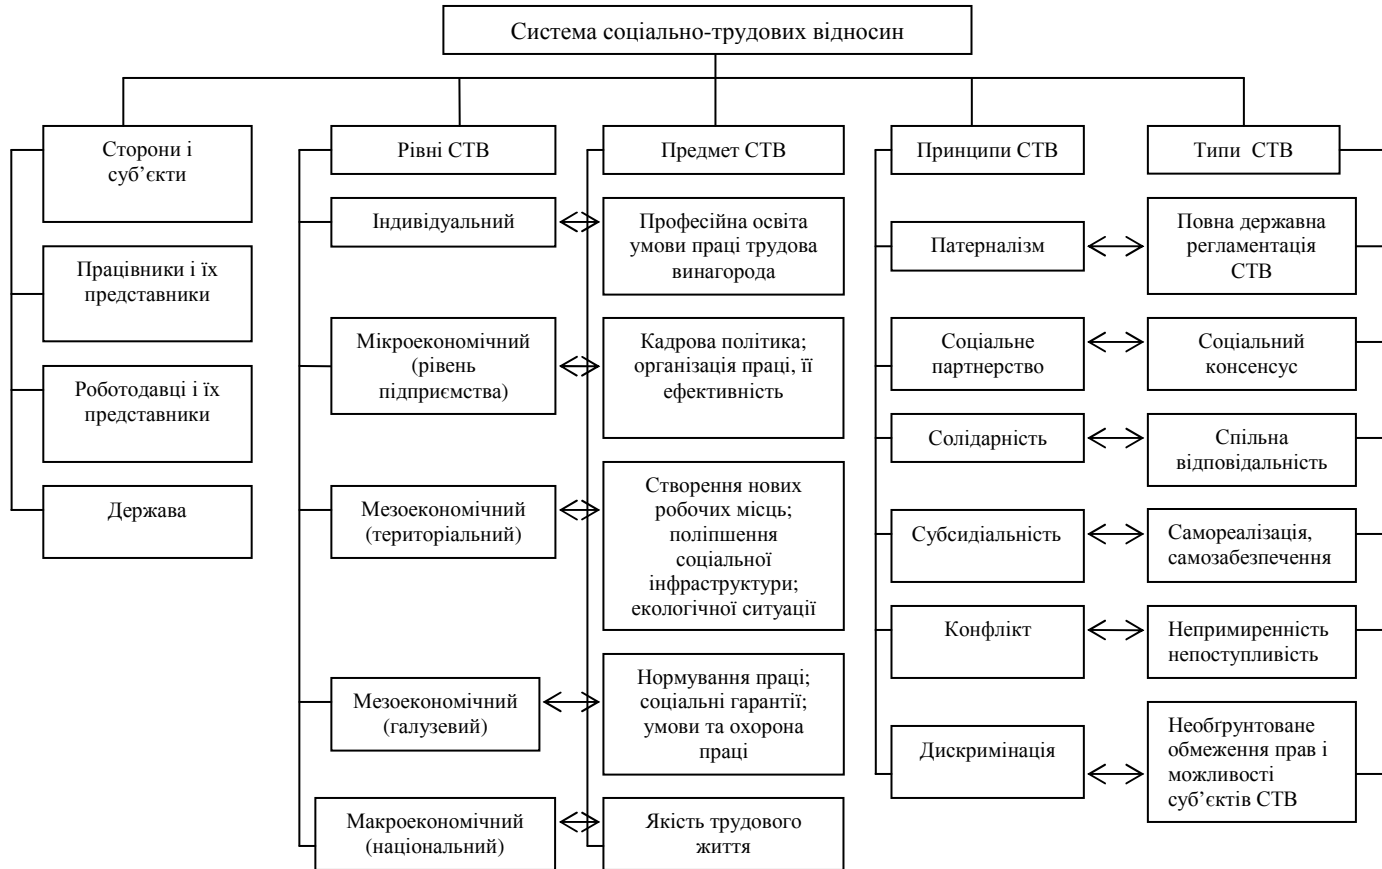 Система соціально-трудових відносин
Сторони і
суб’єкти
Працівники і їх
представники
Роботодавці і їх
представники
Держава
Рівні СТВ
Індивідуальний
Мікроекономічний
(рівень
підприємства)
Мезоекономічний
(територіальний)
Мезоекономічний
(галузевий)
Макроекономічний
(національний)
Предмет СТВ
Професійна освіта
умови праці трудова
винагорода
Кадрова політика;
організація праці, її
ефективність
Створення нових
робочих місць;
поліпшення
соціальної
інфраструктури;
екологічної ситуації
Нормування праці;
соціальні гарантії;
умови та охорона
праці
Якість трудового
життя
Принципи СТВ
Патерналізм
Соціальне
партнерство
Солідарність
Субсидіальність
Конфлікт
Дискримінація
Типи СТВ
Повна державна
регламентація
СТВ
Соціальний
консенсус
Спільна
відповідальність
Самореалізація,
самозабезпечення
Непримиренність
непоступливість
Необґрунтоване
обмеження прав і
можливості
суб’єктів СТВ